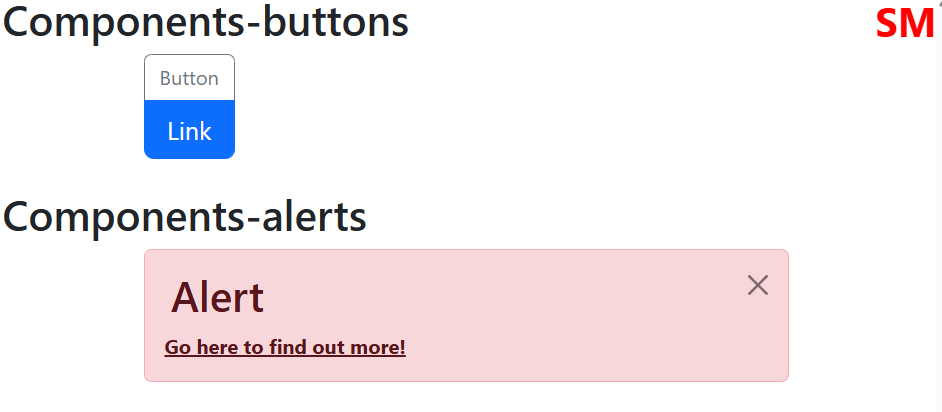 Components-buttons
SM
Button
Link
Components-alerts
Alert
Go here to find out more!